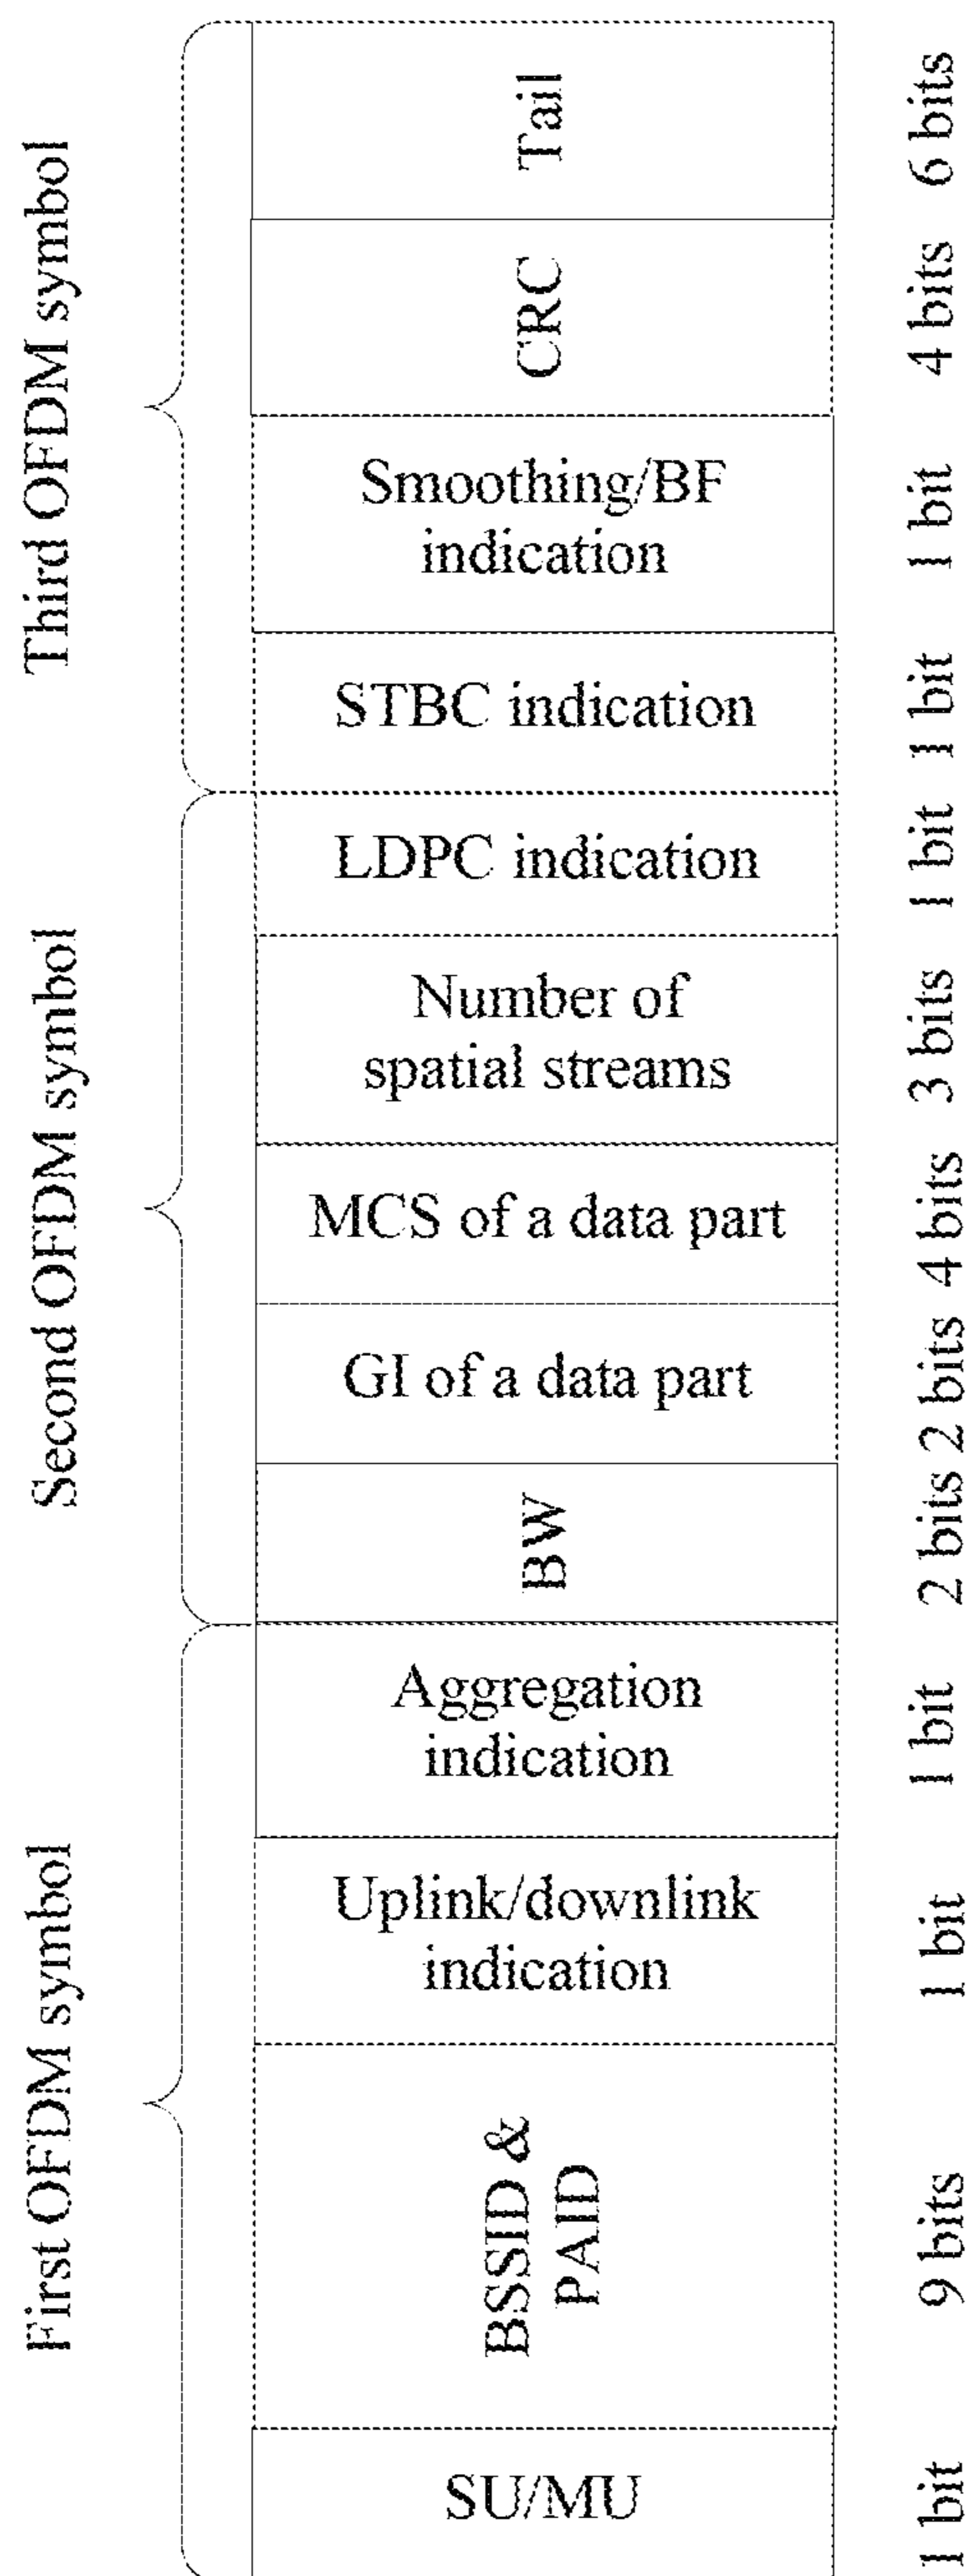 Third OFDM symbol
Second OFDM symbol
First OFDM symbol
Tail
6 bits
CRC
4 bits
Smoothing/BF
indication
1 bit
STBC indication
1 bit
LDPC indication
1 bit
Number of
spatial streams
3 bits
MCS of a data part
4 bits
GI of a data part
2 bits
BW
2 bits
Aggregation
indication
1 bit
Uplink/downlink
indication
1 bit
BSSID &
PAID
9 bits
SU/MU
1 bit